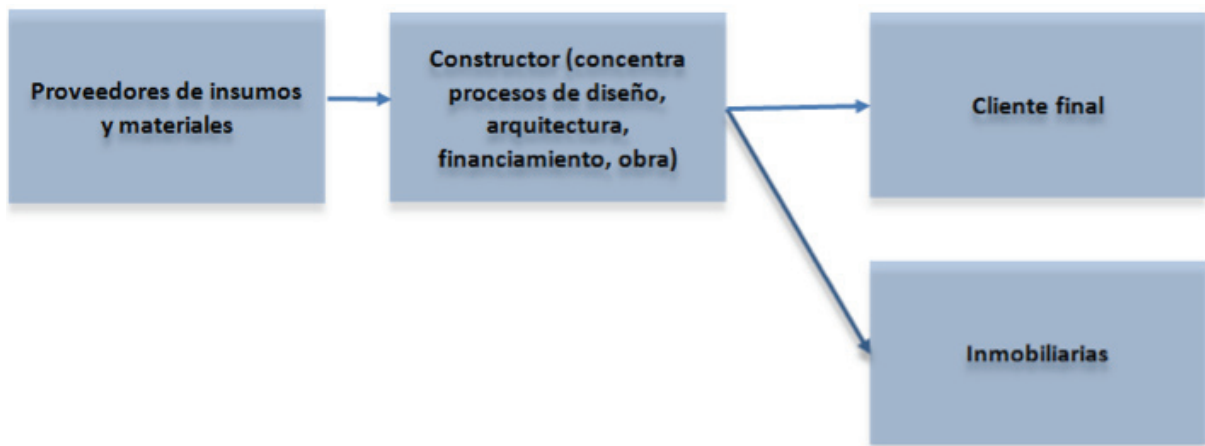 Proveedores de insumos
y materiales
Constructor (concentra
procesos de diseño,
arquitectura,
financiamiento, obra)
Cliente final
Inmobiliarias